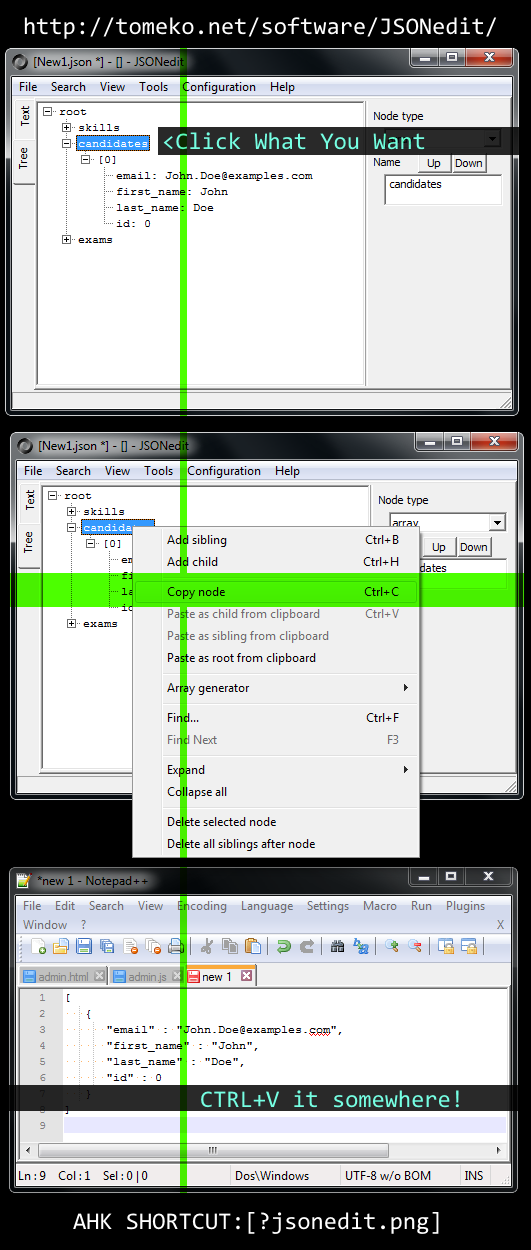 http://tomeko.net/software/JSONedit/
[New1.json *] - [] - JSONedit
File Search View Tools Configuration Help
Text
Tree
root
skills
candidates
<Click What You Want
[0]
email: John.Doe@examples.com
first_name: John
last_name: Doe
id: 0
exams
Node type
Name Up Down
candidates
[New1.json *] - [] - JSONedit
File Search View Tools Configuration Help
Text
Tree
root
skills
candida
[0]
em
fi
la
id
exams
Node type
array
Up Down
dates
Add sibling Ctrl+B
Add child Ctrl+H
Copy node Ctrl+C
Paste as child from clipboard Ctrl+V
Paste as sibling from clipboard
Paste as root from clipboard
Array generator
Find... Ctrl+F
Find Next F3
Expand
Collapse all
Delete selected node
Delete all siblings after node
*new 1 - Notepad++
File Edit Search View Encoding Language Settings Macro Run Plugins
Window ? X
admin.html admin.js new 1
1 [
2 {
3 "email" : "John.Doe@examples.com",
4 "first_name" : "John",
5 "last_name" : "Doe",
6 "id" : 0
7 }
8 ]
9
CTRL+V it somewhere!
Ln:9 Col:1 Sel:0|0 Dos\Windows UTF-8 w/o BOM INS
AHK SHORTCUT:[?jsonedit.png]